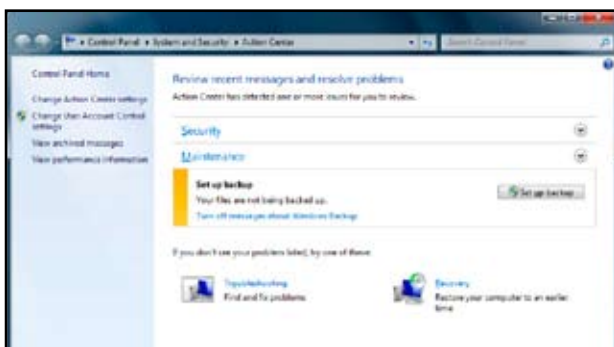 Control Panel ▸ System and Security ▸ Action Center
Search Control Panel
Control Panel Home
Change Action Center settings
Change User Account Control
settings
View archived messages
View performance information
Review recent messages and resolve problems
Action Center has detected one or more issues for you to review.
Security
Maintenance
Set up backup
Your files are not being backed up.
Turn off messages about Windows Backup
Set up backup
If you don't see your problem listed, try one of these:
Troubleshooting
Find and fix problems
Recovery
Restore your computer to an earlier
time